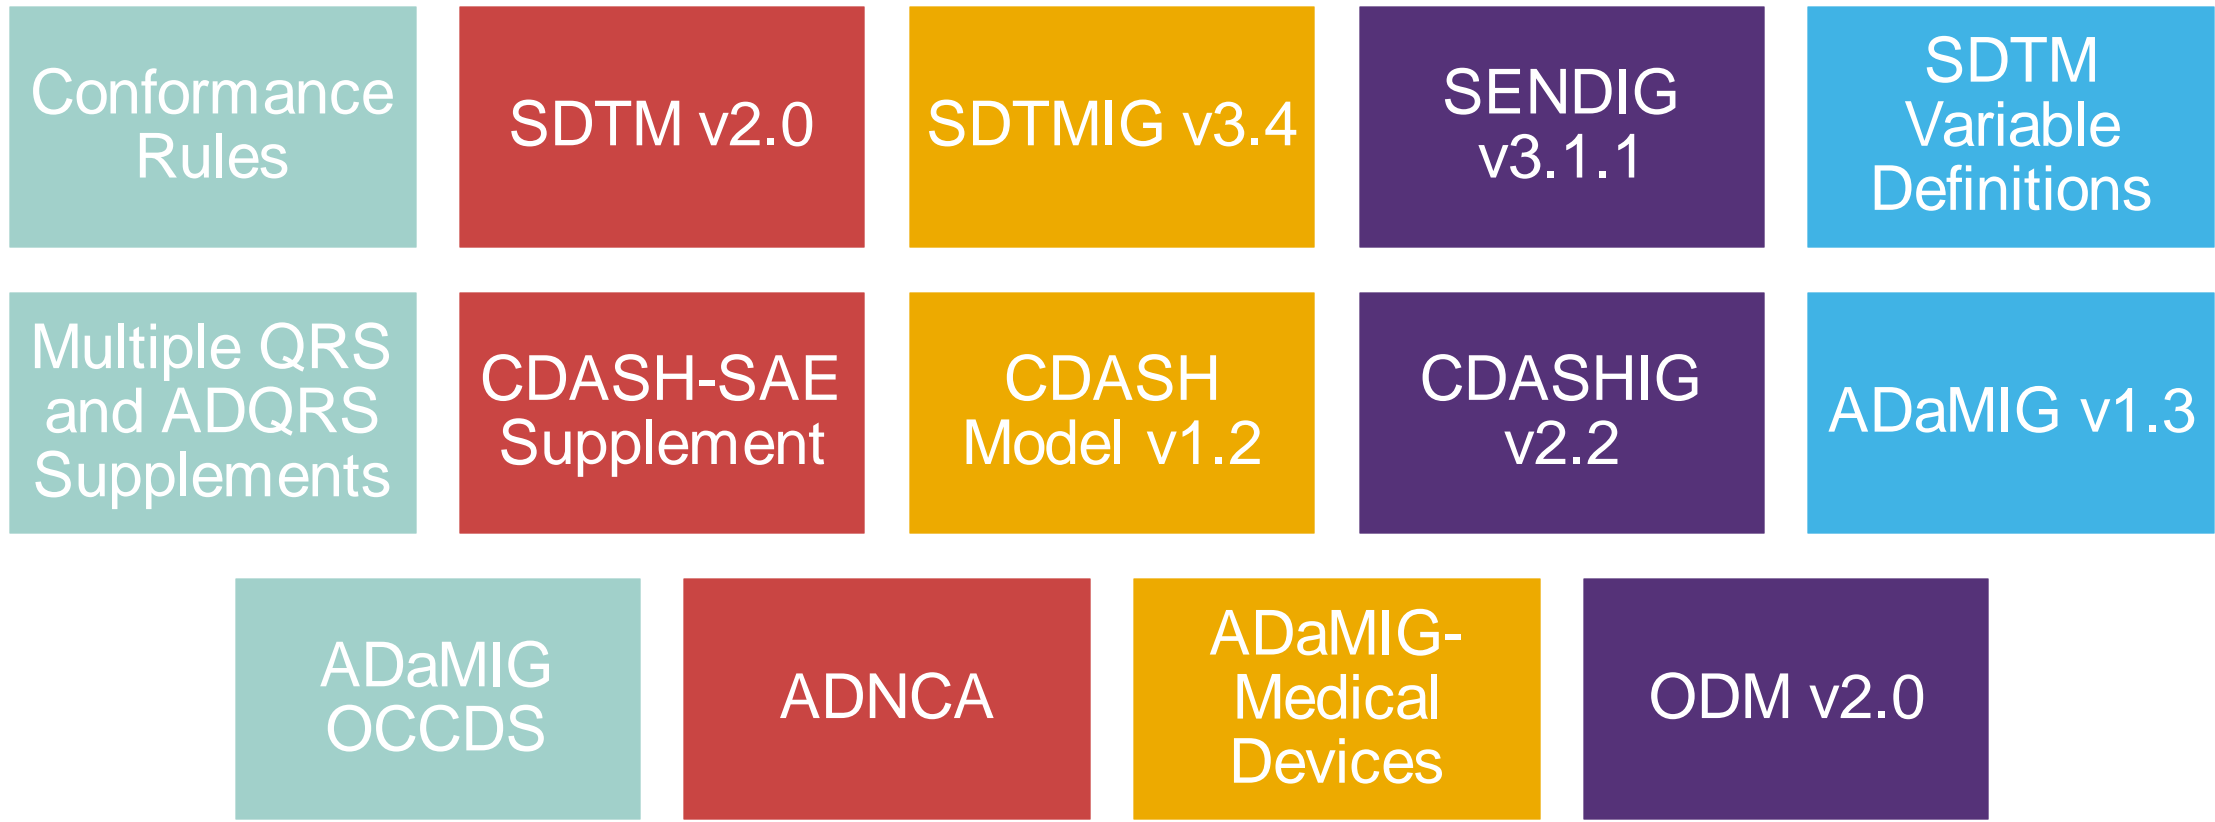 Conformance
Rules
SDTM v2.0
SDTMIG v3.4
SENDIG
v3.1.1
SDTM
Variable
Definitions
Multiple QRS
and ADQRS
Supplements
CDASH-SAE
Supplement
CDASH
Model v1.2
CDASHIG
v2.2
ADaMIG v1.3
ADaMIG
OCCDS
ADNCA
ADaMIG-
Medical
Devices
ODM v2.0